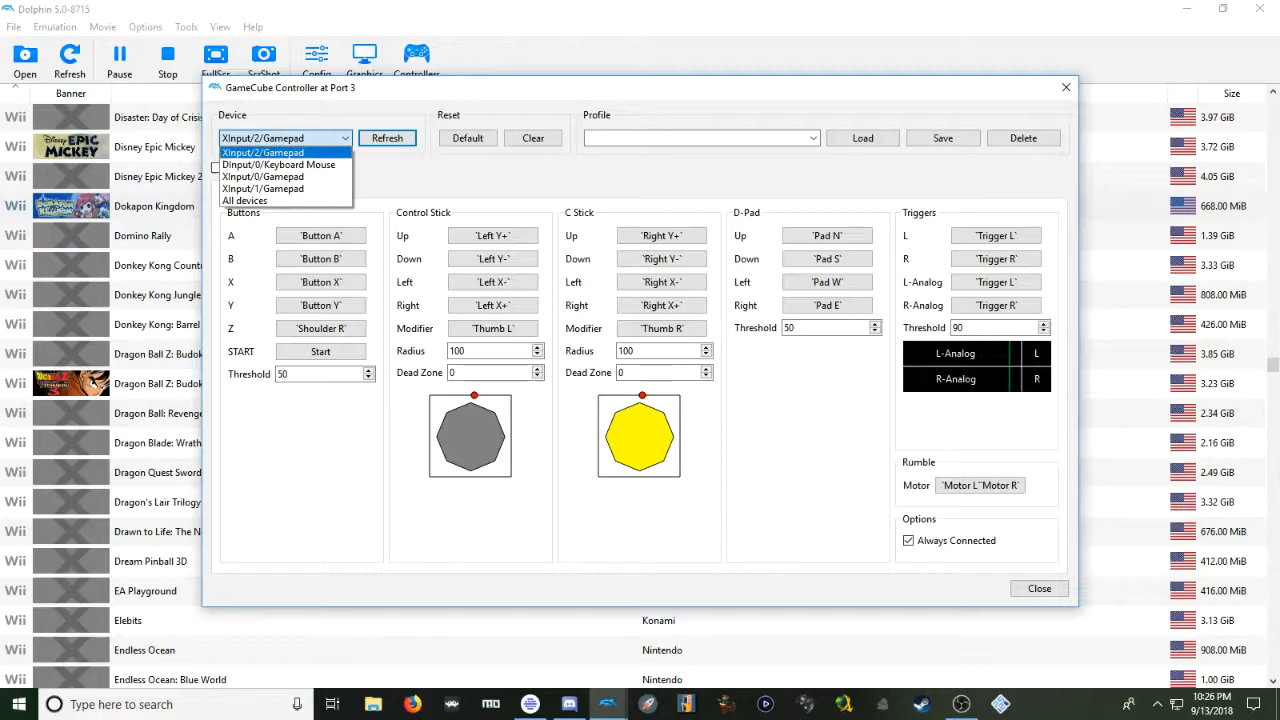 Dolphin 5.0-8715
File Emulation Movie Options Tools View Help
Open Refresh Pause Stop FullScr ScrShot Config Graphics Controllers
Banner Size
GameCube Controller at Port 3
Device Reset Profile
XInput/2/Gamepad Refresh Default Clear Load Save Delete
XInput/2/Gamepad
DInput/0/Keyboard Mouse
XInput/0/Gamepad
XInput/1/Gamepad
All devices
Buttons
A `Button A`
B `Button B`
X `Button X`
Y `Button Y`
Z `Shoulder R`
START Start
Threshold 50
Control Stick
Up `Left Y+`
Down `Left Y-`
Left `Left X-`
Right `Left X+`
Modifier `Thumb L`
Radius 100
Dead Zone 0
C Stick
Up `Right Y+`
Down `Right Y-`
Left `Right X-`
Right `Right X+`
Modifier `Thumb R`
Radius 100
Dead Zone 0
D-Pad
Up `Pad N`
Down `Pad S`
Left `Pad W`
Right `Pad E`
Threshold 50
Triggers
L `Trigger L`
R `Trigger R`
L-Analog `Trigger L`
R-Analog `Trigger R`
Threshold 90
L-Analog L
R-Analog R
Rumble
Motor `Motor L``Motor R`
Options
Always Connected
Close
Wii Disaster: Day of Crisis 3.97 GiB
Wii DISNEY EPIC MICKEY Disney Epic Mickey 3.72 GiB
Wii Disney Epic Mickey 2 4.05 GiB
Wii Dokapon Kingdom 668.00 MiB
Wii Domino Rally 1.39 GiB
Wii Donkey Kong Count 3.33 GiB
Wii Donkey Kong Jungle 808.00 MiB
Wii Donkey Kong: Barrel 426.00 MiB
Wii Dragon Ball Z: Budok 3.85 GiB
Wii Dragon Ball Z: Budok 3.23 GiB
Wii Dragon Ball: Revenge 2.34 GiB
Wii Dragon Blade: Wrath 2.16 GiB
Wii Dragon Quest Sword 2.49 GiB
Wii Dragon's Lair Trilogy 3.32 GiB
Wii Drawn to Life: The N 676.00 MiB
Wii Dream Pinball 3D 412.00 MiB
Wii EA Playground 416.00 MiB
Wii Elebits Konami 3.13 GiB
Wii Endless Ocean Nintendo 908.00 MiB
Wii Endless Ocean: Blue World Nintendo 1.00 GiB
Type here to search
10:26 PM
9/13/2018